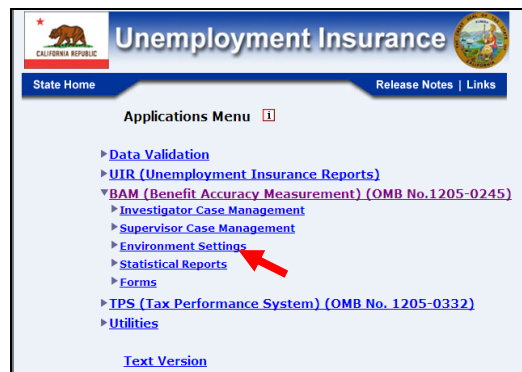 CALIFORNIA REPUBLIC
Unemployment Insurance
State Home
Release Notes | Links
Applications Menu i
Data Validation
UIR (Unemployment Insurance Reports)
BAM (Benefit Accuracy Measurement) (OMB No.1205-0245)
Investigator Case Management
Supervisor Case Management
Environment Settings
Statistical Reports
Forms
TPS (Tax Performance System) (OMB No. 1205-0332)
Utilities
Text Version